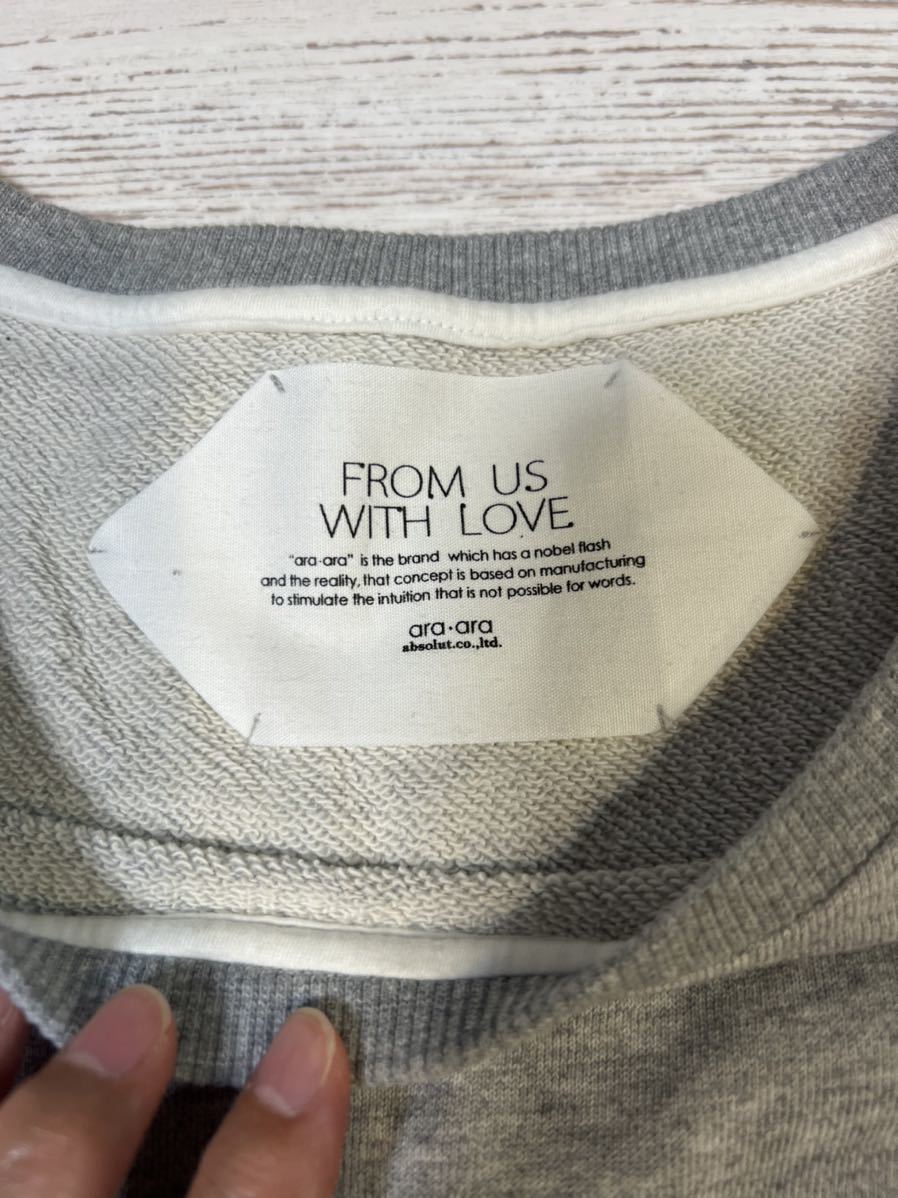 FROM US
WITH LOVE
"ara·ara" is the brand which has a nobel flash
and the reality, that concept is based on manufacturing
to stimulate the intuition that is not possible for words.
ara·ara
absolut.co.,ltd.